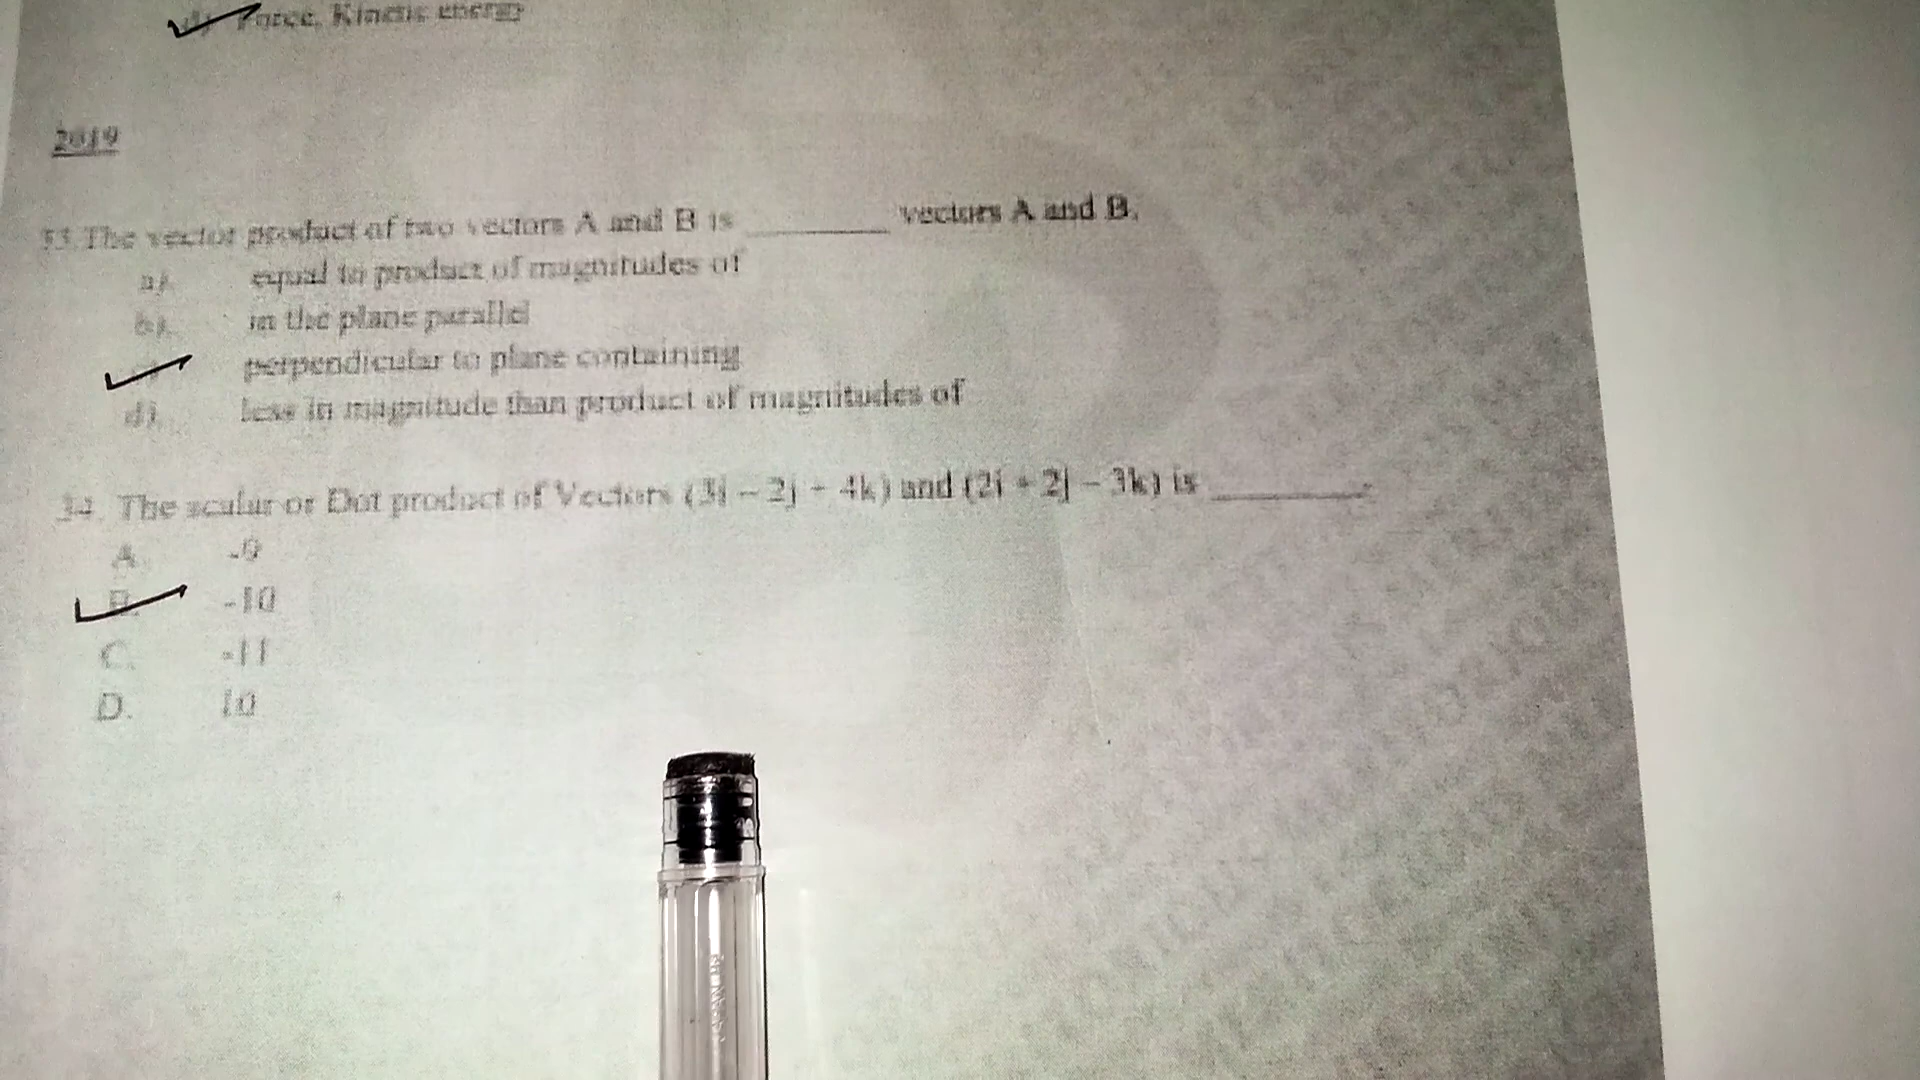 d) Force, Kinetic energy
2019
33. The vector product of two vectors A and B is ________ vectors A and B.
a). equal to product of magnitudes of
b). in the plane parallel
perpendicular to plane containing
d). less in magnitude than product of magnitudes of
34. The scalar or Dot product of Vectors (3i – 2j + 4k) and (2i + 2j – 3k) is ________.
A. -9
B. -10
C. -11
D. 10